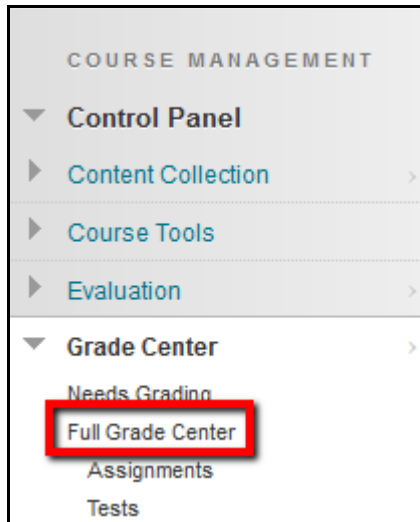 COURSE MANAGEMENT
Control Panel
Content Collection
Course Tools
Evaluation
Grade Center
Needs Grading
Full Grade Center
Assignments
Tests